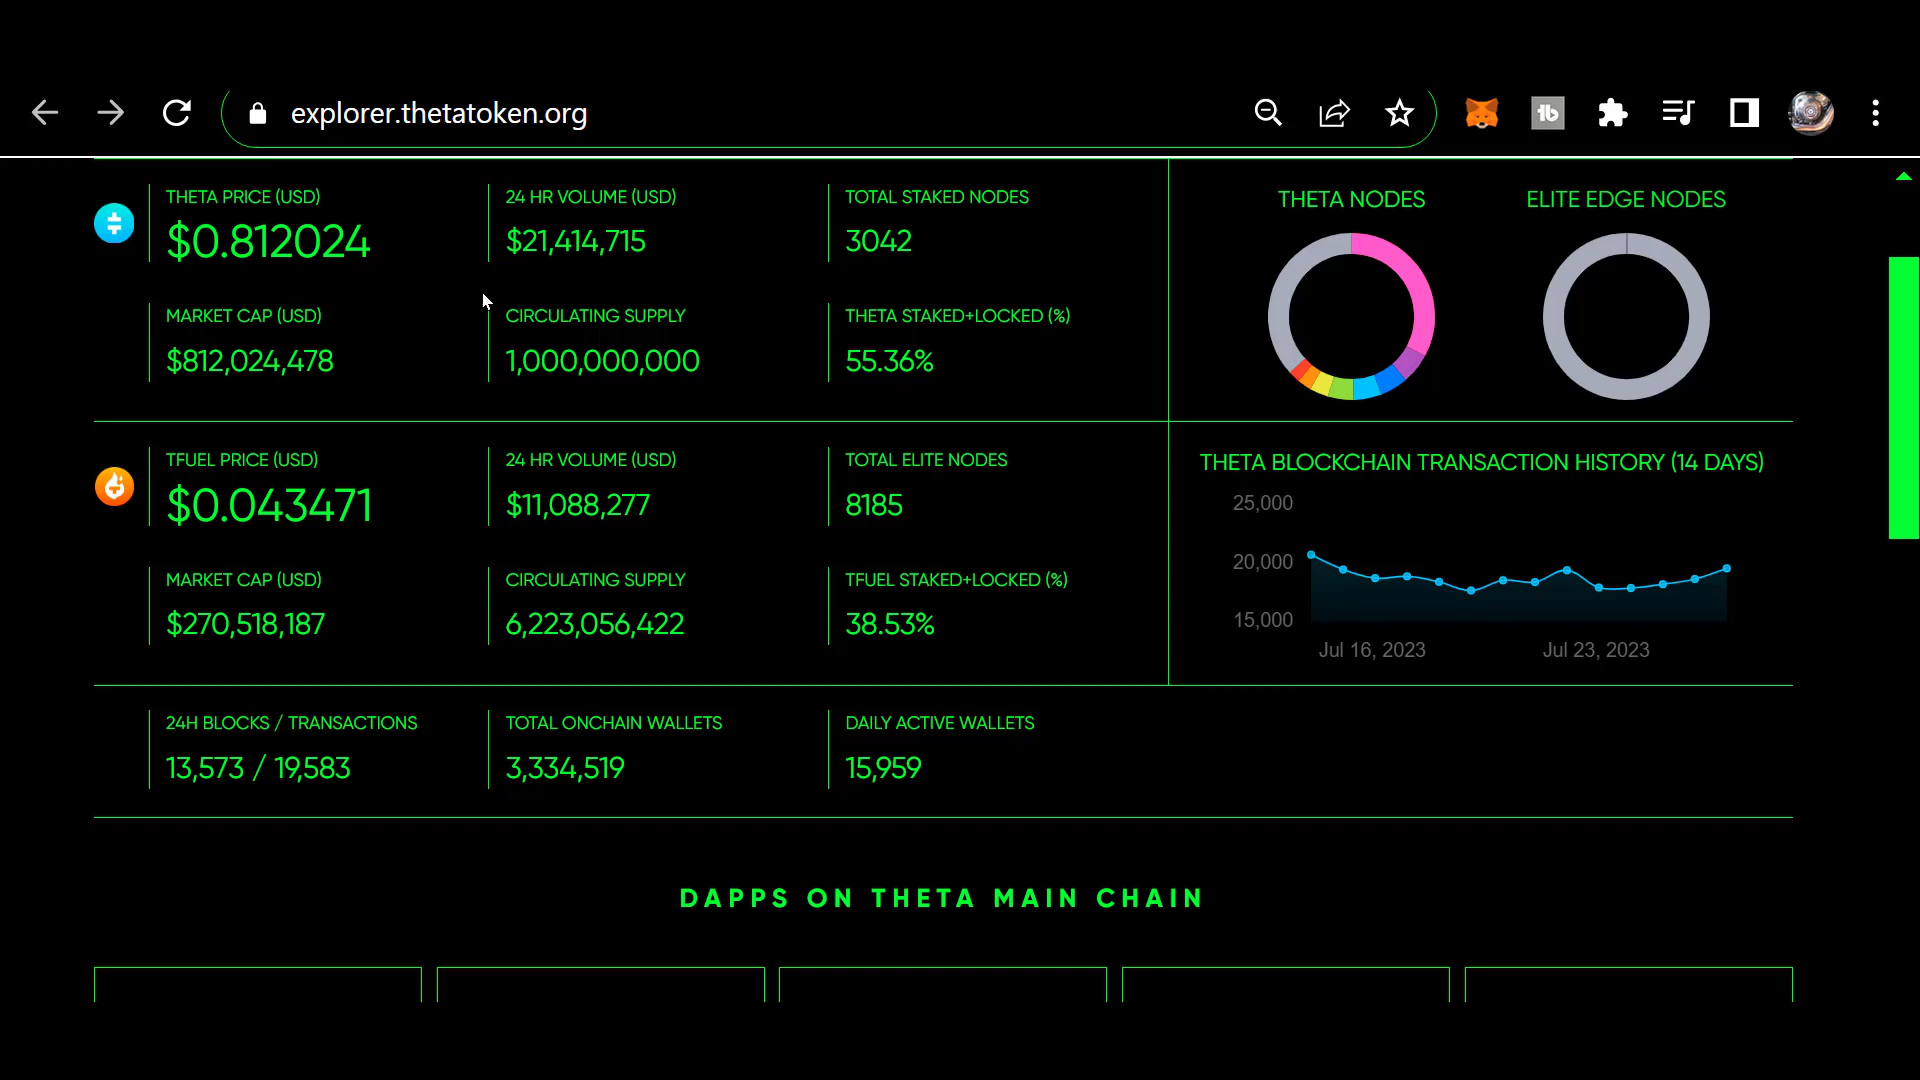 explorer.thetatoken.org
THETA PRICE (USD)
$0.812024
24 HR VOLUME (USD)
$21,414,715
TOTAL STAKED NODES
3042
MARKET CAP (USD)
$812,024,478
CIRCULATING SUPPLY
1,000,000,000
THETA STAKED+LOCKED (%)
55.36%
THETA NODES
ELITE EDGE NODES
TFUEL PRICE (USD)
$0.043471
24 HR VOLUME (USD)
$11,088,277
TOTAL ELITE NODES
8185
MARKET CAP (USD)
$270,518,187
CIRCULATING SUPPLY
6,223,056,422
TFUEL STAKED+LOCKED (%)
38.53%
THETA BLOCKCHAIN TRANSACTION HISTORY (14 DAYS)
25,000
20,000
15,000
Jul 16, 2023
Jul 23, 2023
24H BLOCKS / TRANSACTIONS
13,573 / 19,583
TOTAL ONCHAIN WALLETS
3,334,519
DAILY ACTIVE WALLETS
15,959
DAPPS ON THETA MAIN CHAIN